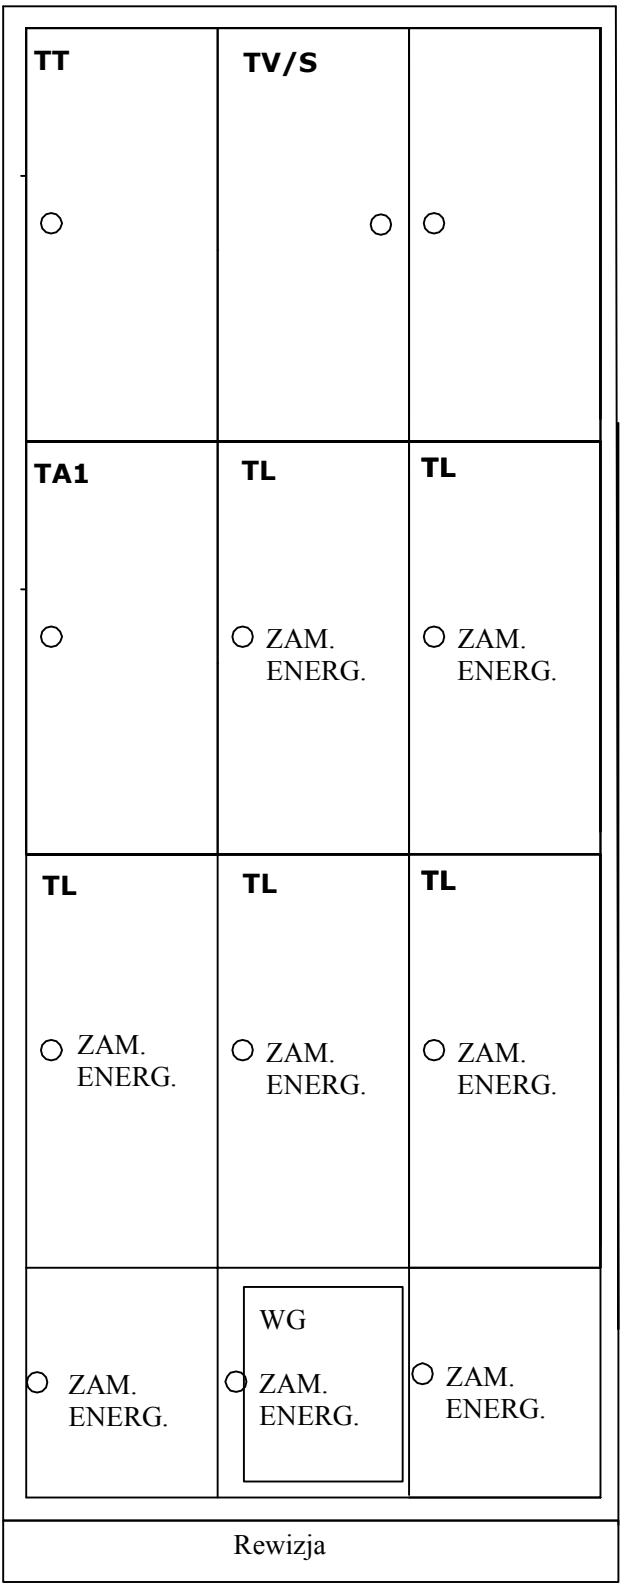 TT
TV/S
TA1
TL
TL
ZAM.
ENERG.
ZAM.
ENERG.
TL
TL
TL
ZAM.
ENERG.
ZAM.
ENERG.
ZAM.
ENERG.
WG
ZAM.
ENERG.
ZAM.
ENERG.
ZAM.
ENERG.
Rewizja